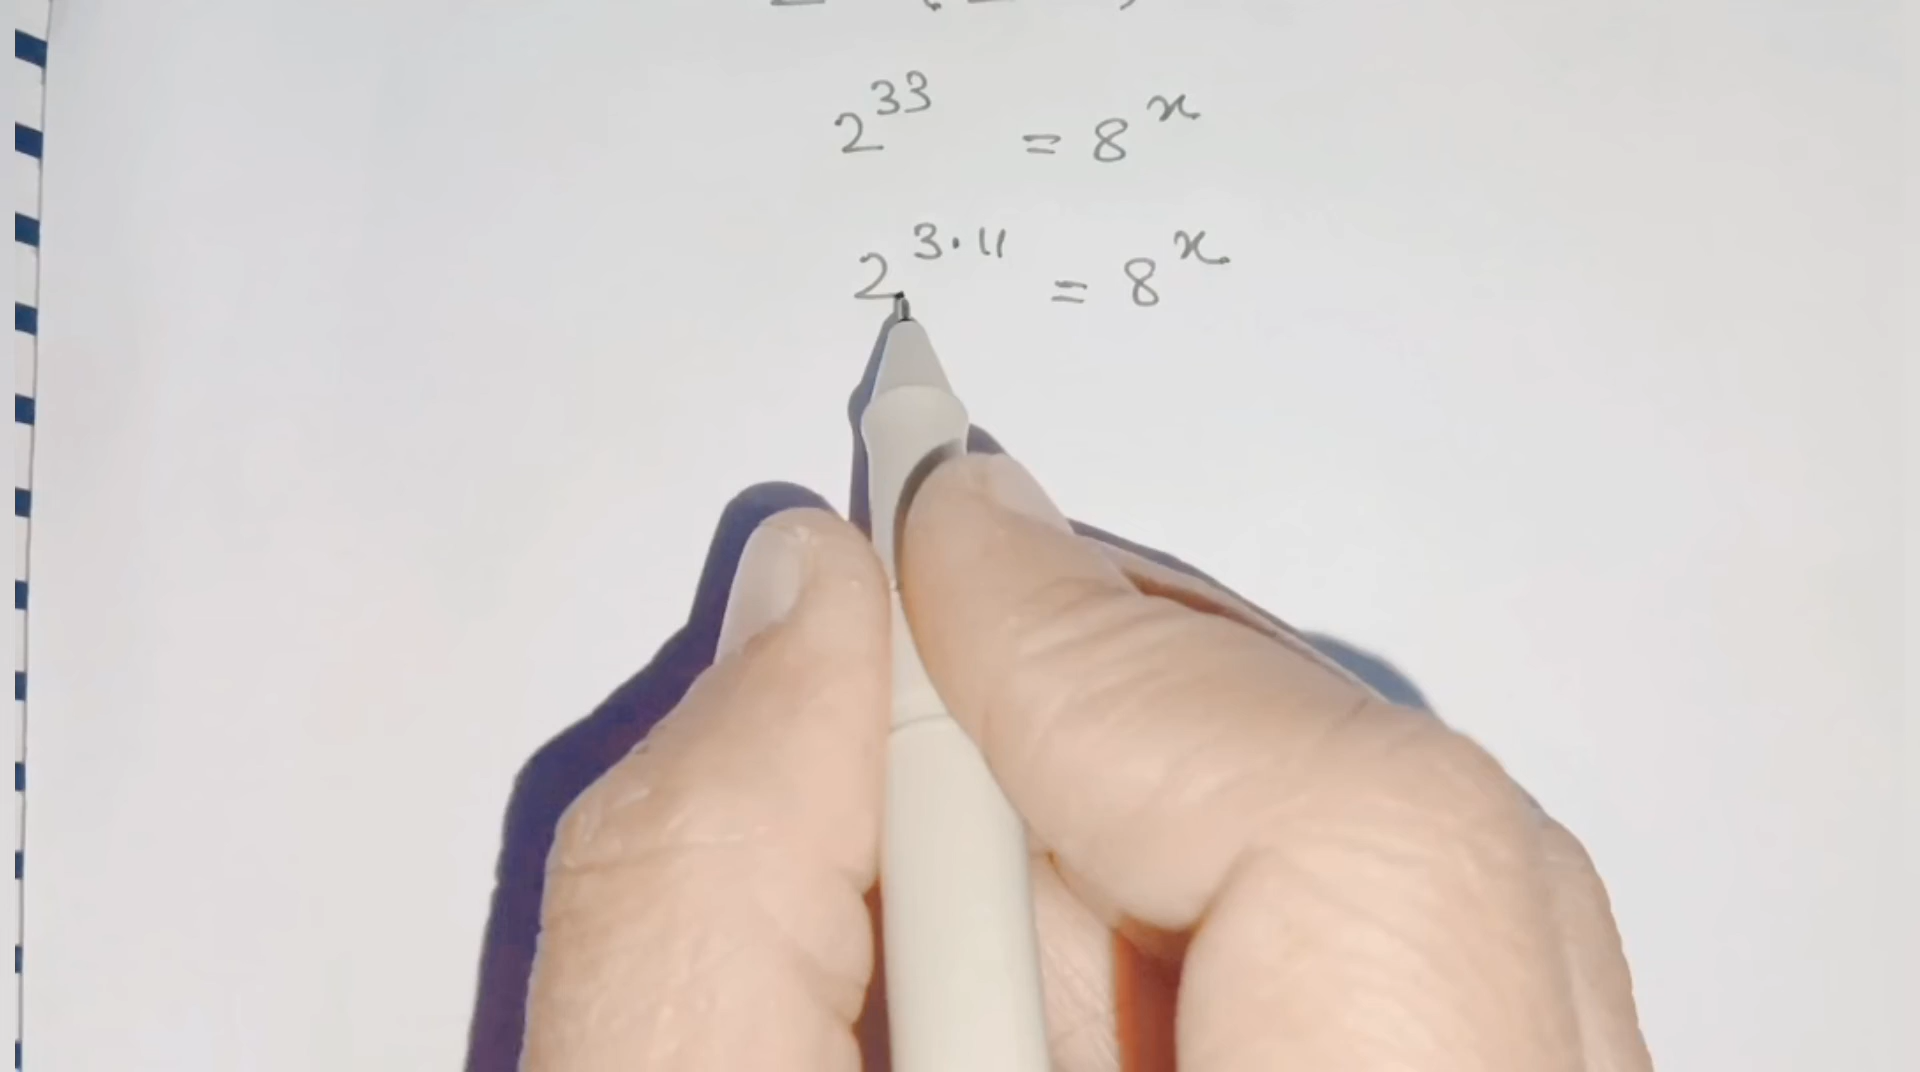 2^33 = 8^x
2^3·11 = 8^x